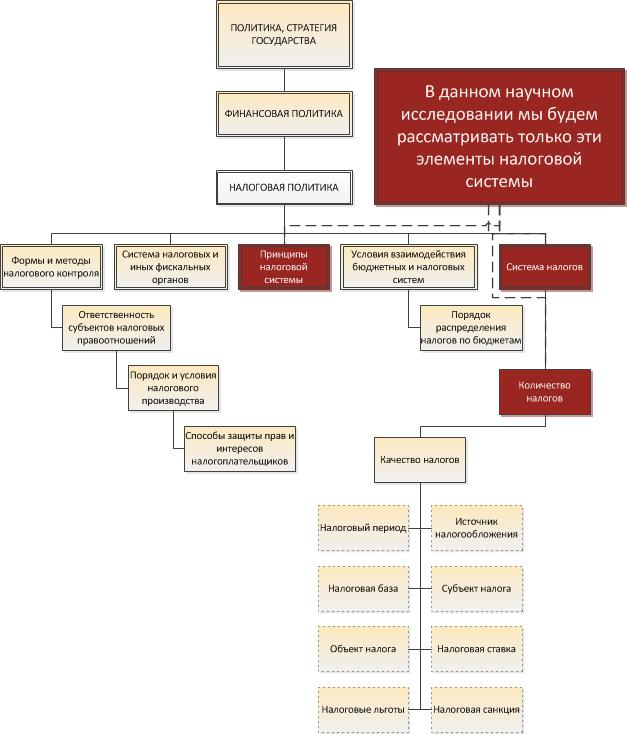 ПОЛИТИКА, СТРАТЕГИЯ
ГОСУДАРСТВА
ФИНАНСОВАЯ ПОЛИТИКА
В данном научном
исследовании мы будем
рассматривать только эти
элементы налоговой
системы
НАЛОГОВАЯ ПОЛИТИКА
Формы и методы
налогового контроля
Система налоговых и
иных фискальных
органов
Принципы
налоговой
системы
Условия взаимодействия
бюджетных и налоговых
систем
Система налогов
Ответственность
субъектов налоговых
правоотношений
Порядок
распределения
налогов по бюджетам
Порядок и условия
налогового
производства
Количество
налогов
Способы защиты прав и
интересов
налогоплательщиков
Качество налогов
Налоговый период
Источник
налогообложения
Налоговая база
Субъект налога
Объект налога
Налоговая ставка
Налоговые льготы
Налоговая санкция